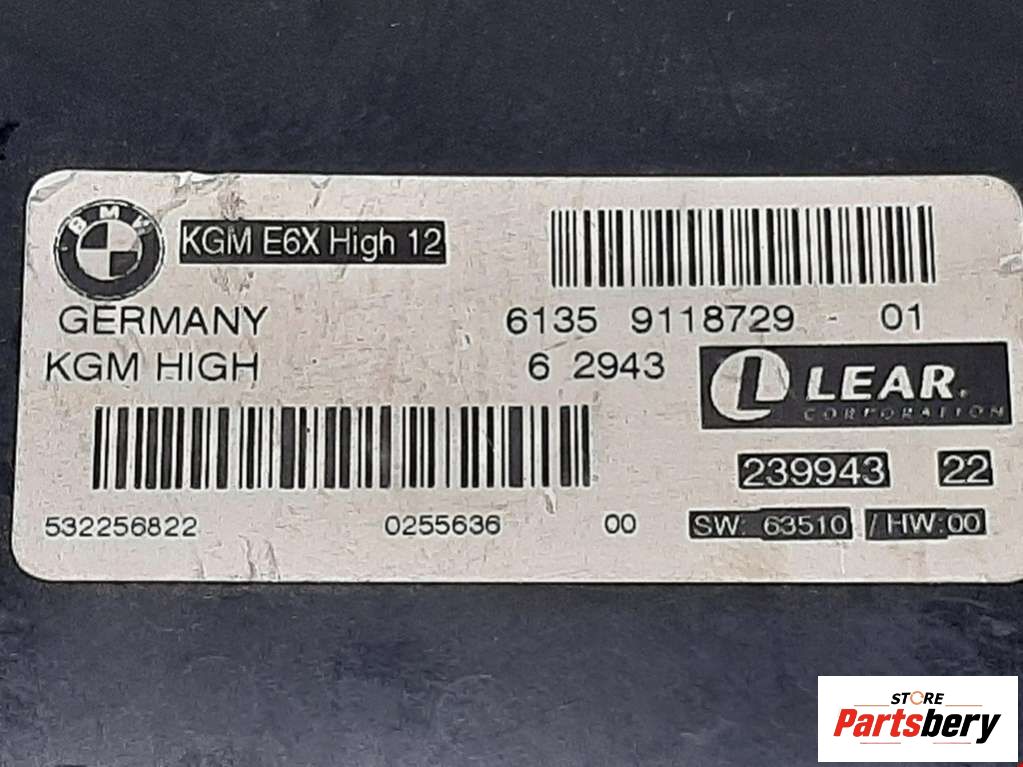 BMW
KGM E6X High 12
GERMANY
6135 9118729 - 01
KGM HIGH
6 2943
LEAR.
CORPORATION
239943 22
532256822 0255636 00
SW: 63510 / HW:00
STORE
Partsbery